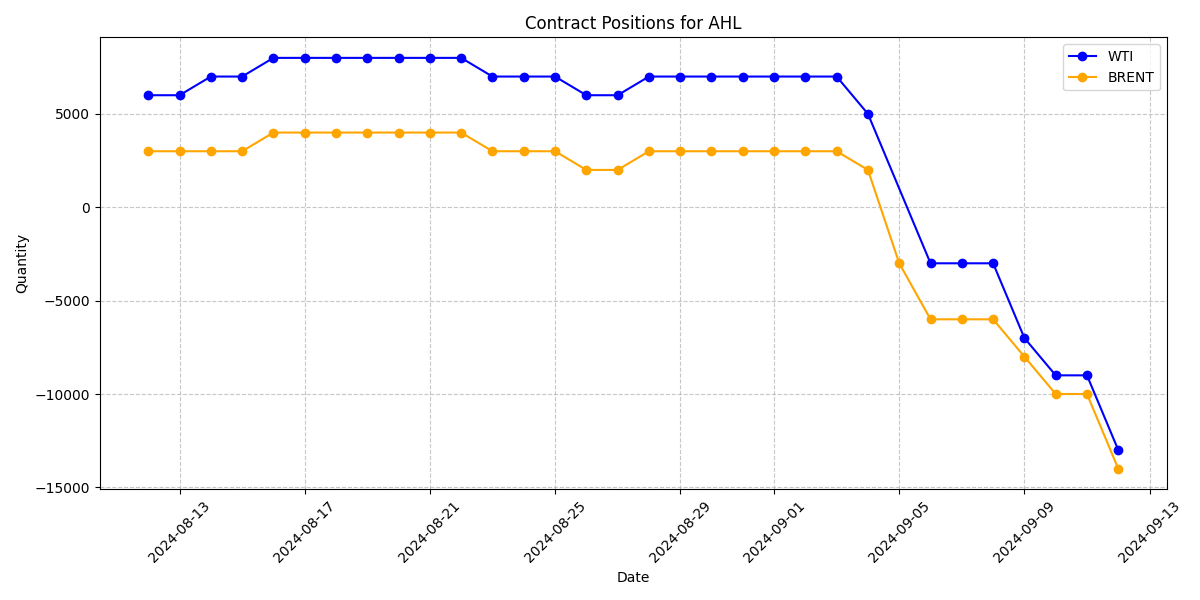 Contract Positions for AHL
WTI
BRENT
Quantity
5000
0
−5000
−10000
−15000
2024-08-13
2024-08-17
2024-08-21
2024-08-25
2024-08-29
2024-09-01
2024-09-05
2024-09-09
2024-09-13
Date